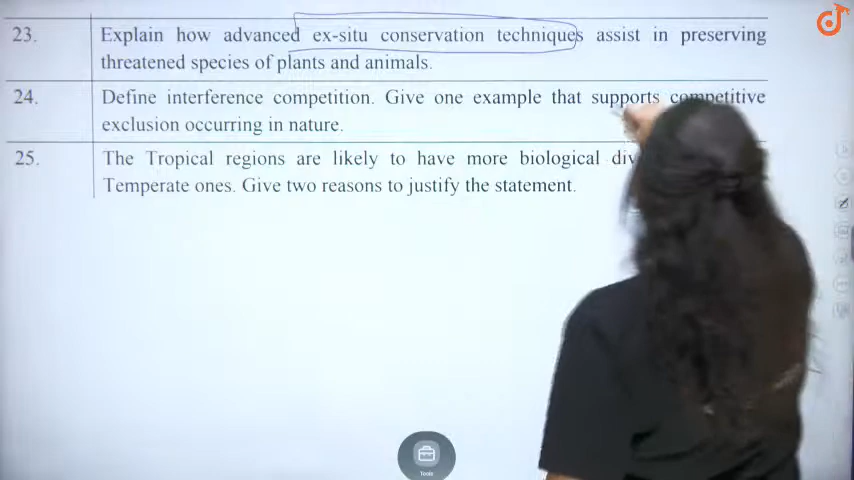 23. Explain how advanced ex-situ conservation techniques assist in preserving
threatened species of plants and animals.
24. Define interference competition. Give one example that supports competitive
exclusion occurring in nature.
25. The Tropical regions are likely to have more biological
Temperate ones. Give two reasons to justify the statement.
Tools